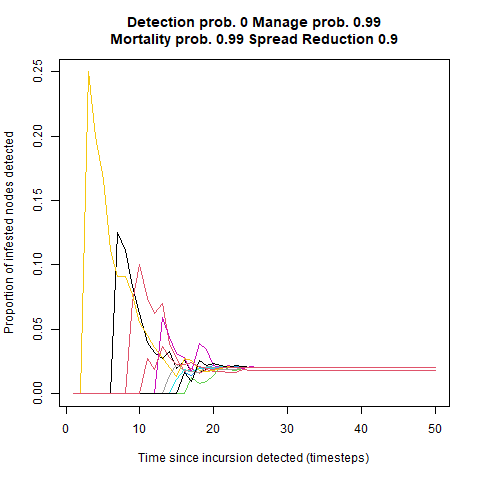 Detection prob. 0 Manage prob. 0.99
Mortality prob. 0.99 Spread Reduction 0.9
Proportion of infested nodes detected
0.25
0.20
0.15
0.10
0.05
0.00
0 10 20 30 40 50
Time since incursion detected (timesteps)